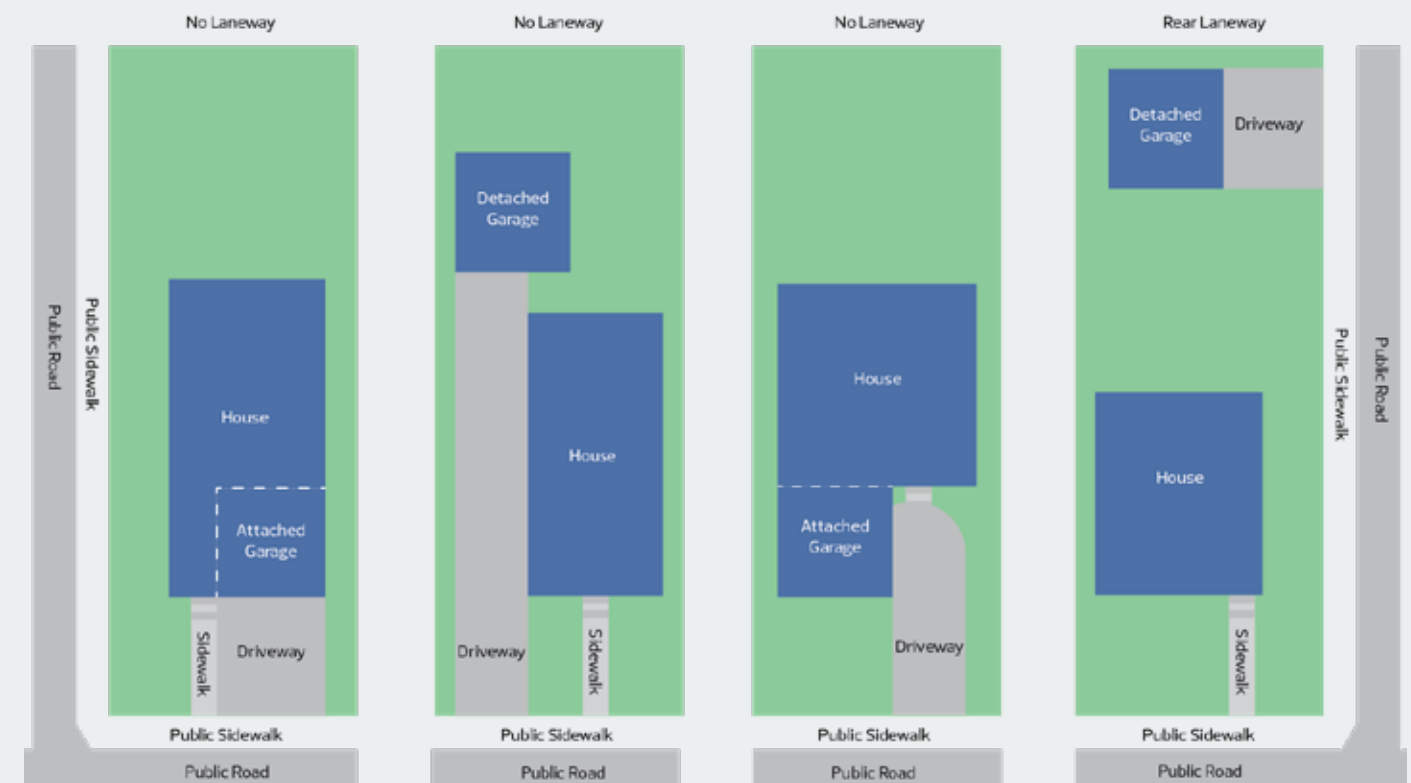 No Laneway
No Laneway
No Laneway
Rear Laneway
Public Road
Public Sidewalk
House
Attached
Garage
Sidewalk
Driveway
Public Sidewalk
Public Road
Detached
Garage
House
Driveway
Sidewalk
Public Sidewalk
Public Road
House
Attached
Garage
Driveway
Public Sidewalk
Public Road
Detached
Garage
Driveway
House
Sidewalk
Public Sidewalk
Public Road
Public Sidewalk
Public Road